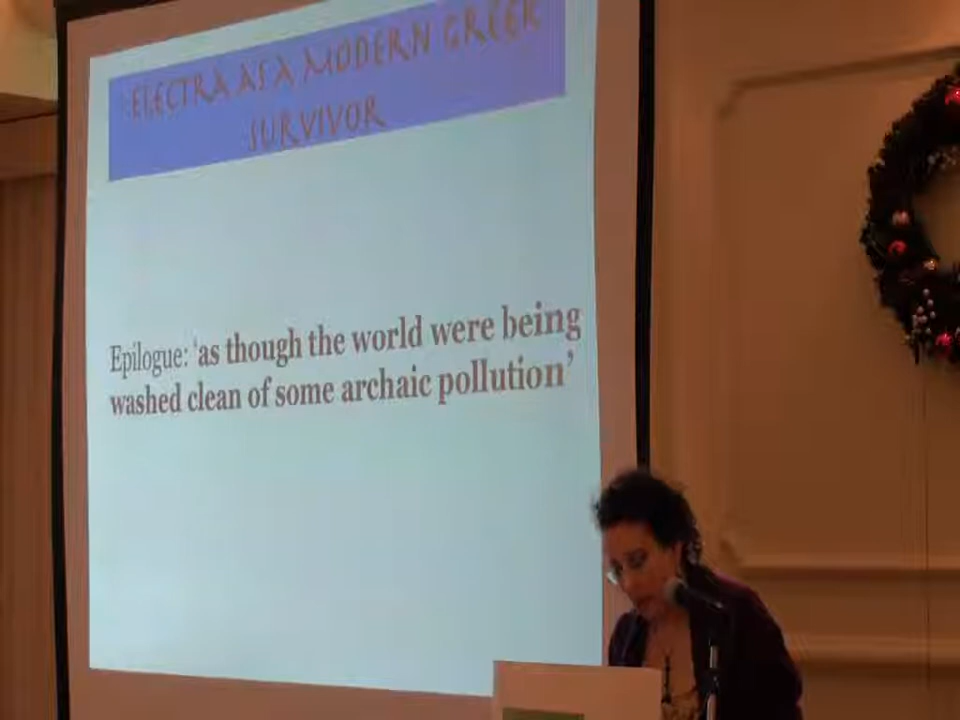 ELECTRA AS A MODERN GREEK
SURVIVOR
Epilogue: 'as though the world were being
washed clean of some archaic pollution'